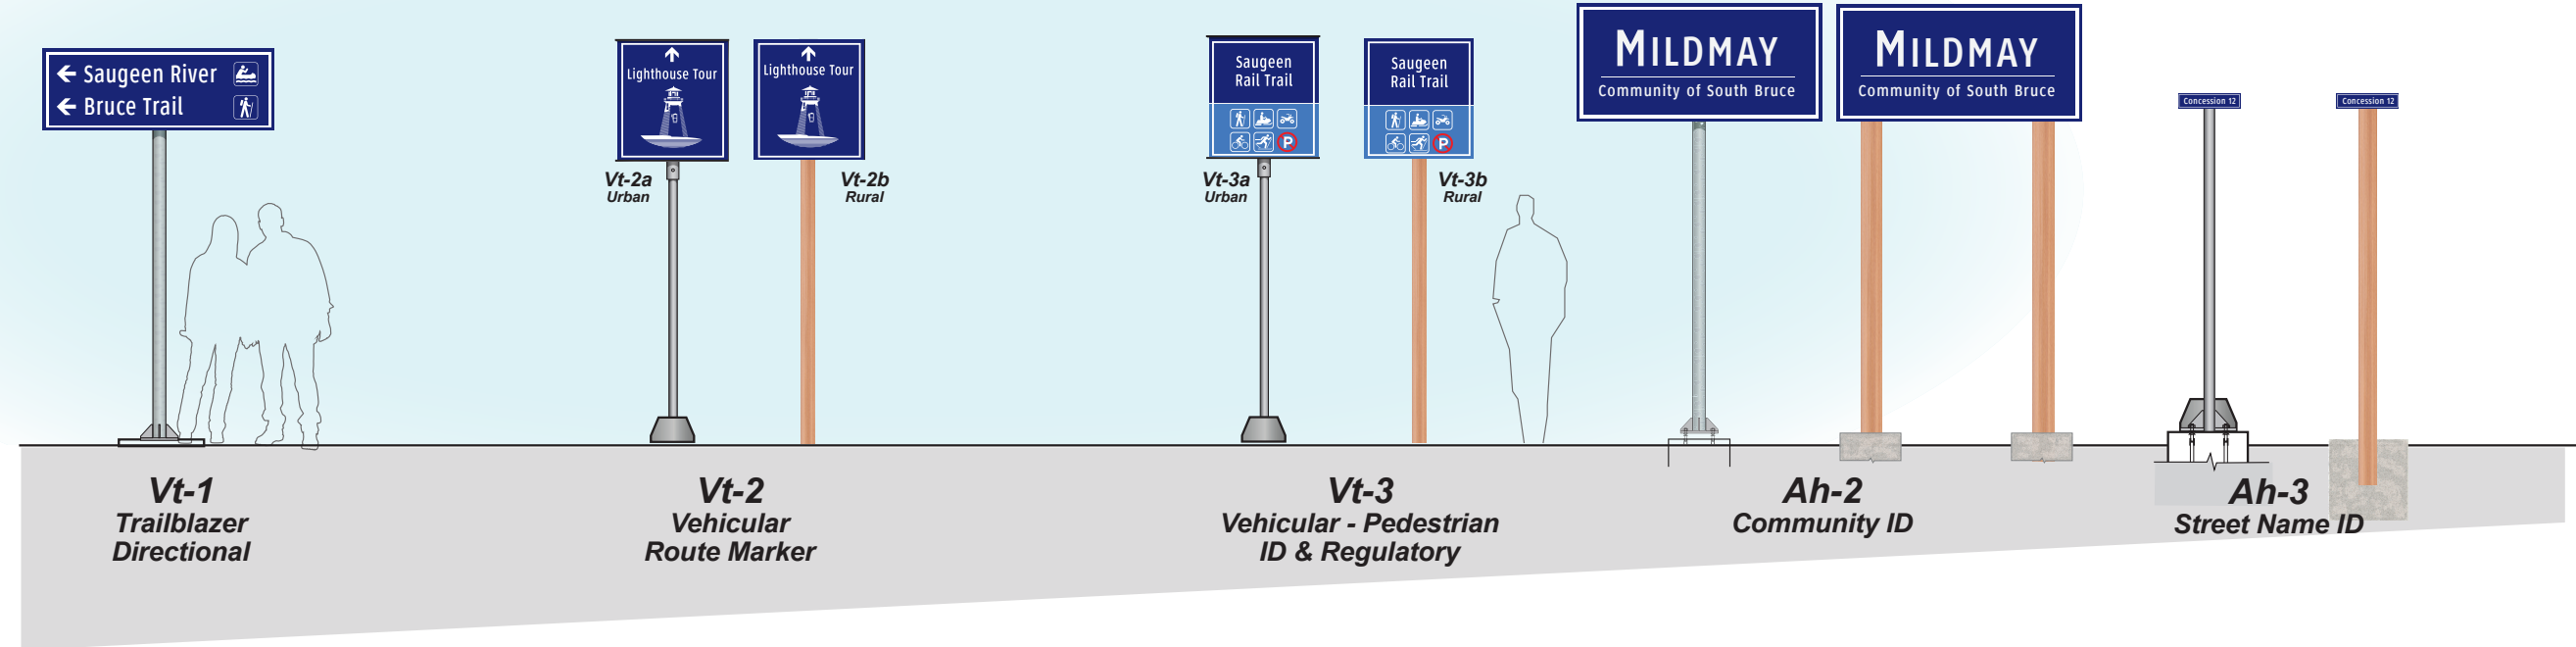 Saugeen River
Bruce Trail
Lighthouse Tour
Lighthouse Tour
Vt-2a
Urban
Vt-2b
Rural
Saugeen
Rail Trail
P
Saugeen
Rail Trail
P
Vt-3a
Urban
Vt-3b
Rural
MILDMAY
Community of South Bruce
MILDMAY
Community of South Bruce
Concession 12
Concession 12
Vt-1
Trailblazer
Directional
Vt-2
Vehicular
Route Marker
Vt-3
Vehicular - Pedestrian
ID & Regulatory
Ah-2
Community ID
Ah-3
Street Name ID